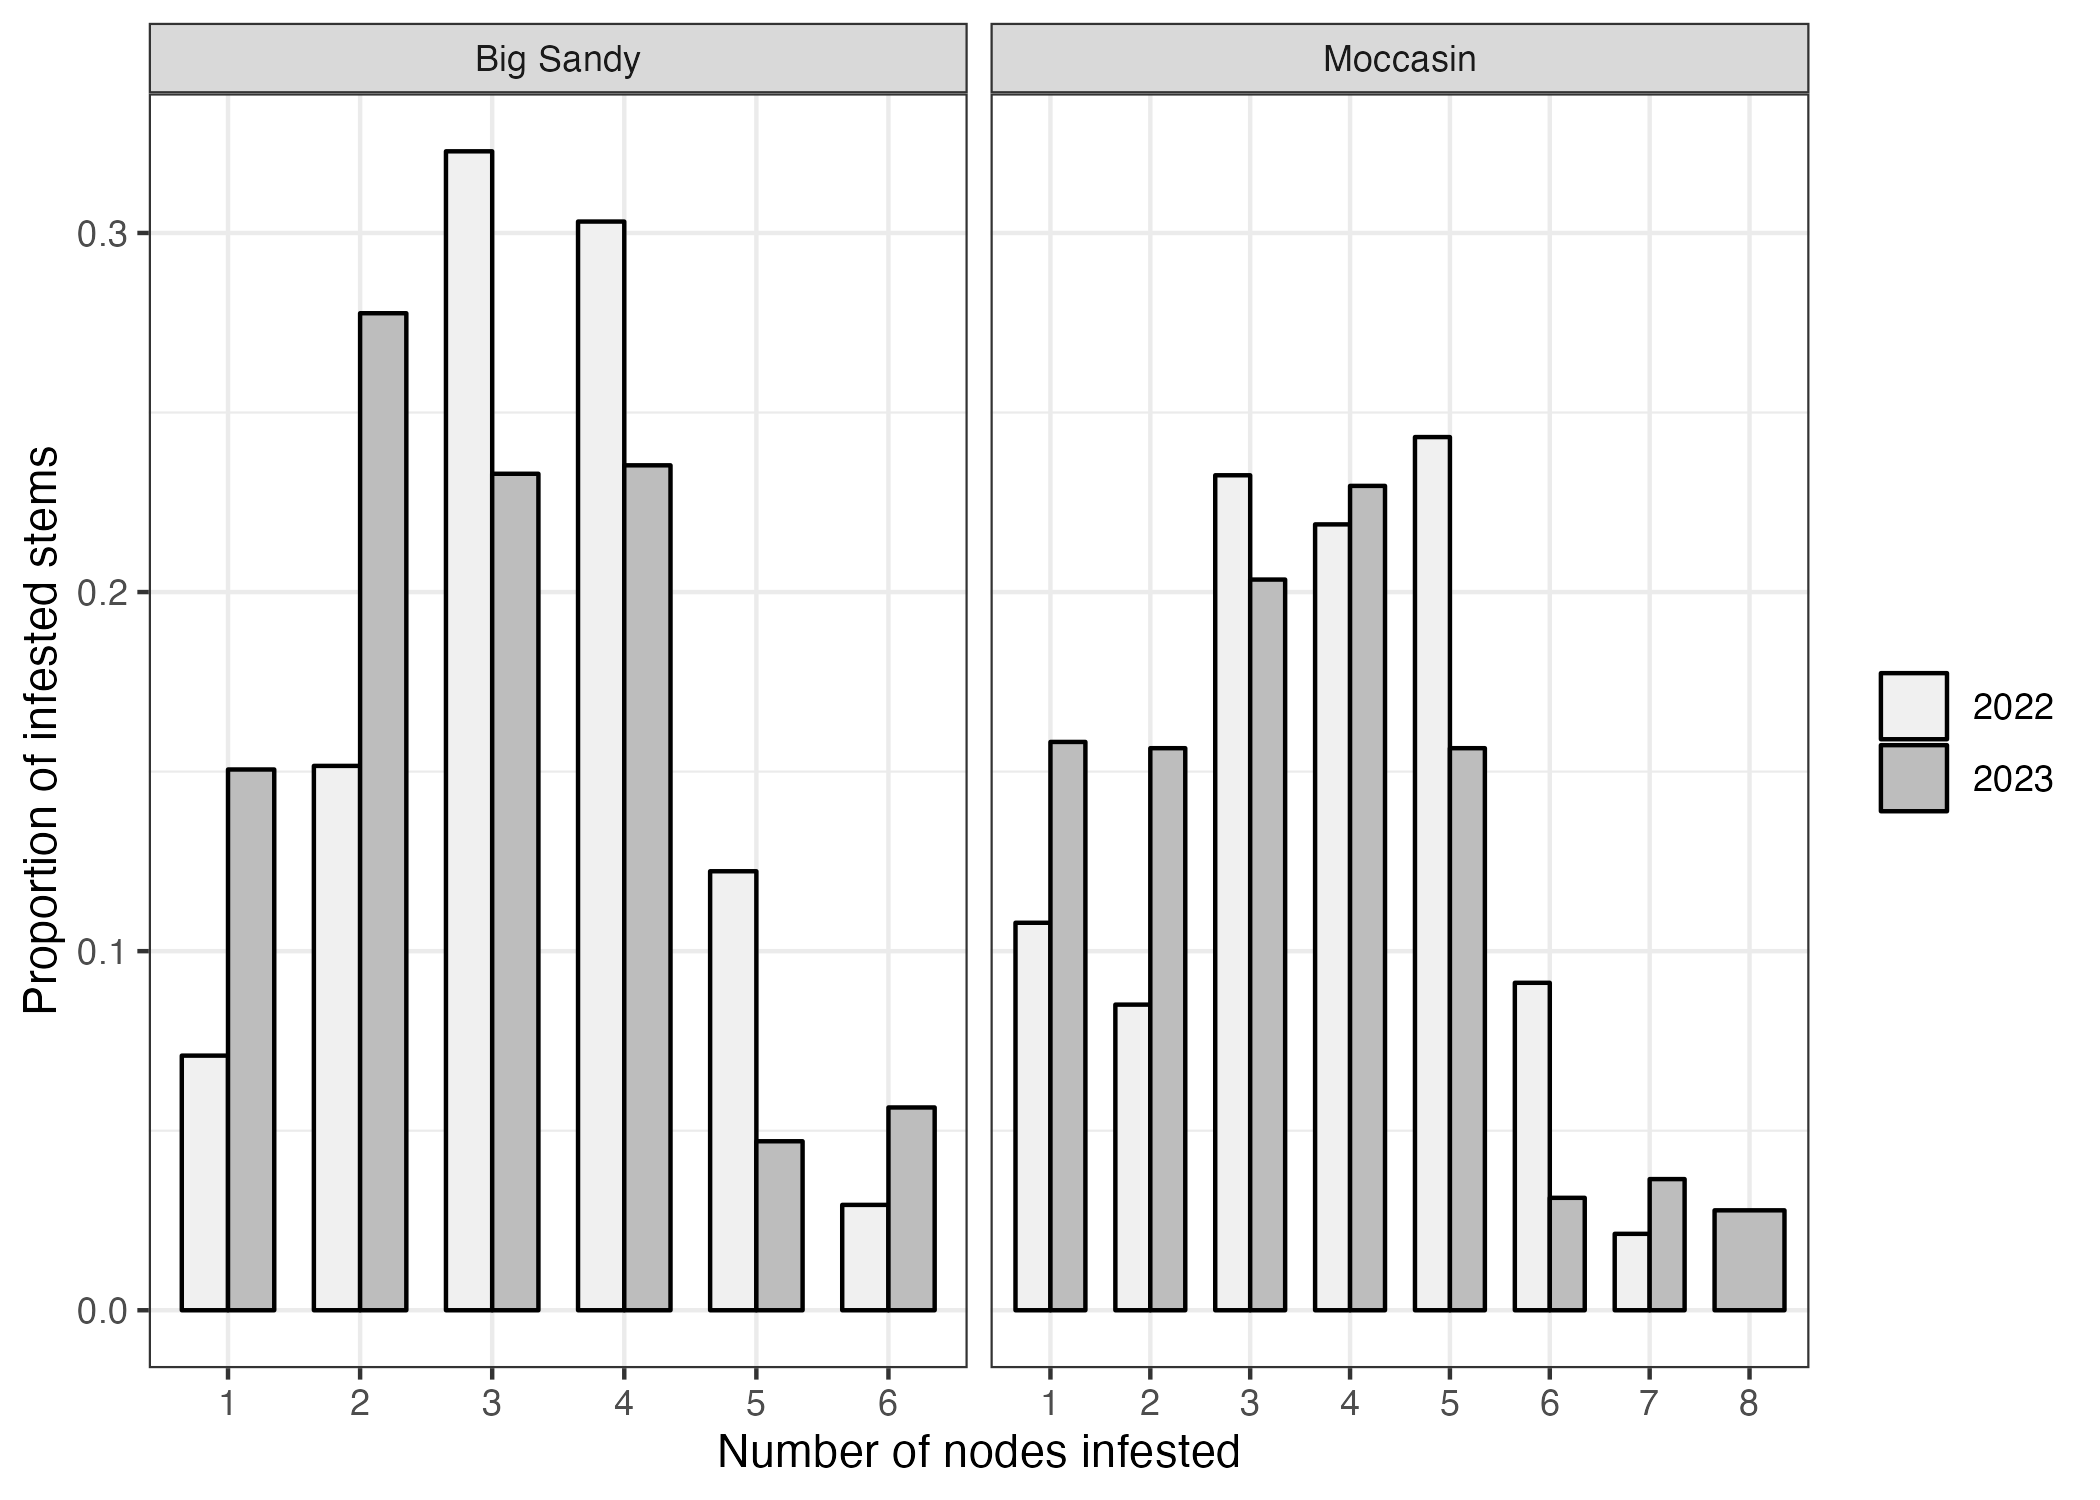 Big Sandy
Moccasin
Proportion of infested stems
0.3
0.2
0.1
0.0
1 2 3 4 5 6
1 2 3 4 5 6 7 8
Number of nodes infested
2022
2023